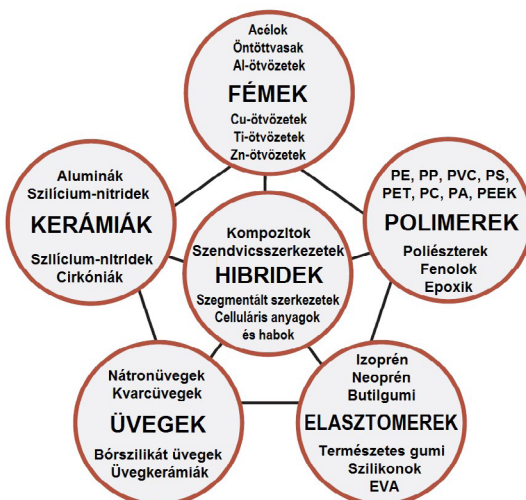 Acélok
Öntöttvasak
Al-ötvözetek
FÉMEK
Cu-ötvözetek
Ti-ötvözetek
Zn-ötvözetek
Aluminák
Szilícium-nitridek
KERÁMIÁK
Szilícium-nitridek
Cirkóniák
PE, PP, PVC, PS,
PET, PC, PA, PEEK
POLIMEREK
Poliészterek
Fenolok
Epoxik
Kompozitok
Szendvicsszerkezetek
HIBRIDEK
Szegmentált szerkezetek
Celluláris anyagok
és habok
Nátronüvegek
Kvarcüvegek
ÜVEGEK
Bórszilikát üvegek
Üvegkerámiák
Izoprén
Neoprén
Butilgumi
ELASZTOMEREK
Természetes gumi
Szilikonok
EVA